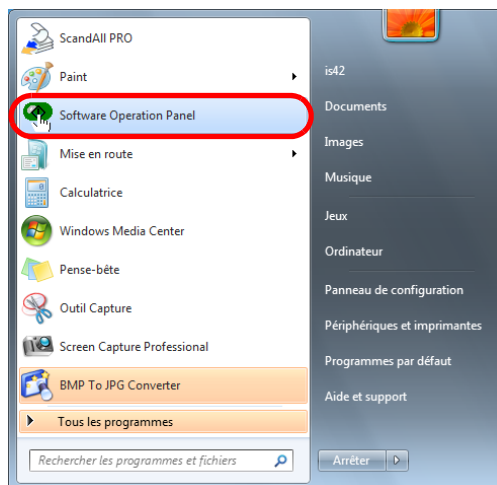 ScandAll PRO
Paint
Software Operation Panel
Mise en route
Calculatrice
Windows Media Center
Pense-bête
Outil Capture
Screen Capture Professional
BMP To JPG Converter
Tous les programmes
Rechercher les programmes et fichiers
is42
Documents
Images
Musique
Jeux
Ordinateur
Panneau de configuration
Périphériques et imprimantes
Programmes par défaut
Aide et support
Arrêter